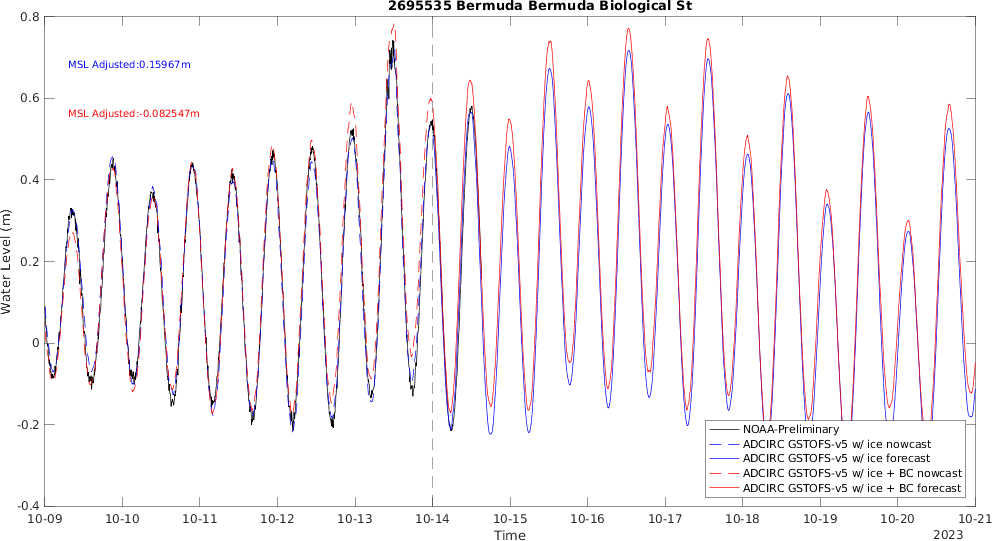 2695535 Bermuda Bermuda Biological St
0.8
0.6
0.4
0.2
0
-0.2
-0.4
Water Level (m)
MSL Adjusted:0.15967m
MSL Adjusted:-0.082547m
NOAA-Preliminary
ADCIRC GSTOFS-v5 w/ ice nowcast
ADCIRC GSTOFS-v5 w/ ice forecast
ADCIRC GSTOFS-v5 w/ ice + BC nowcast
ADCIRC GSTOFS-v5 w/ ice + BC forecast
10-09 10-10 10-11 10-12 10-13 10-14 10-15 10-16 10-17 10-18 10-19 10-20 10-21
Time
2023